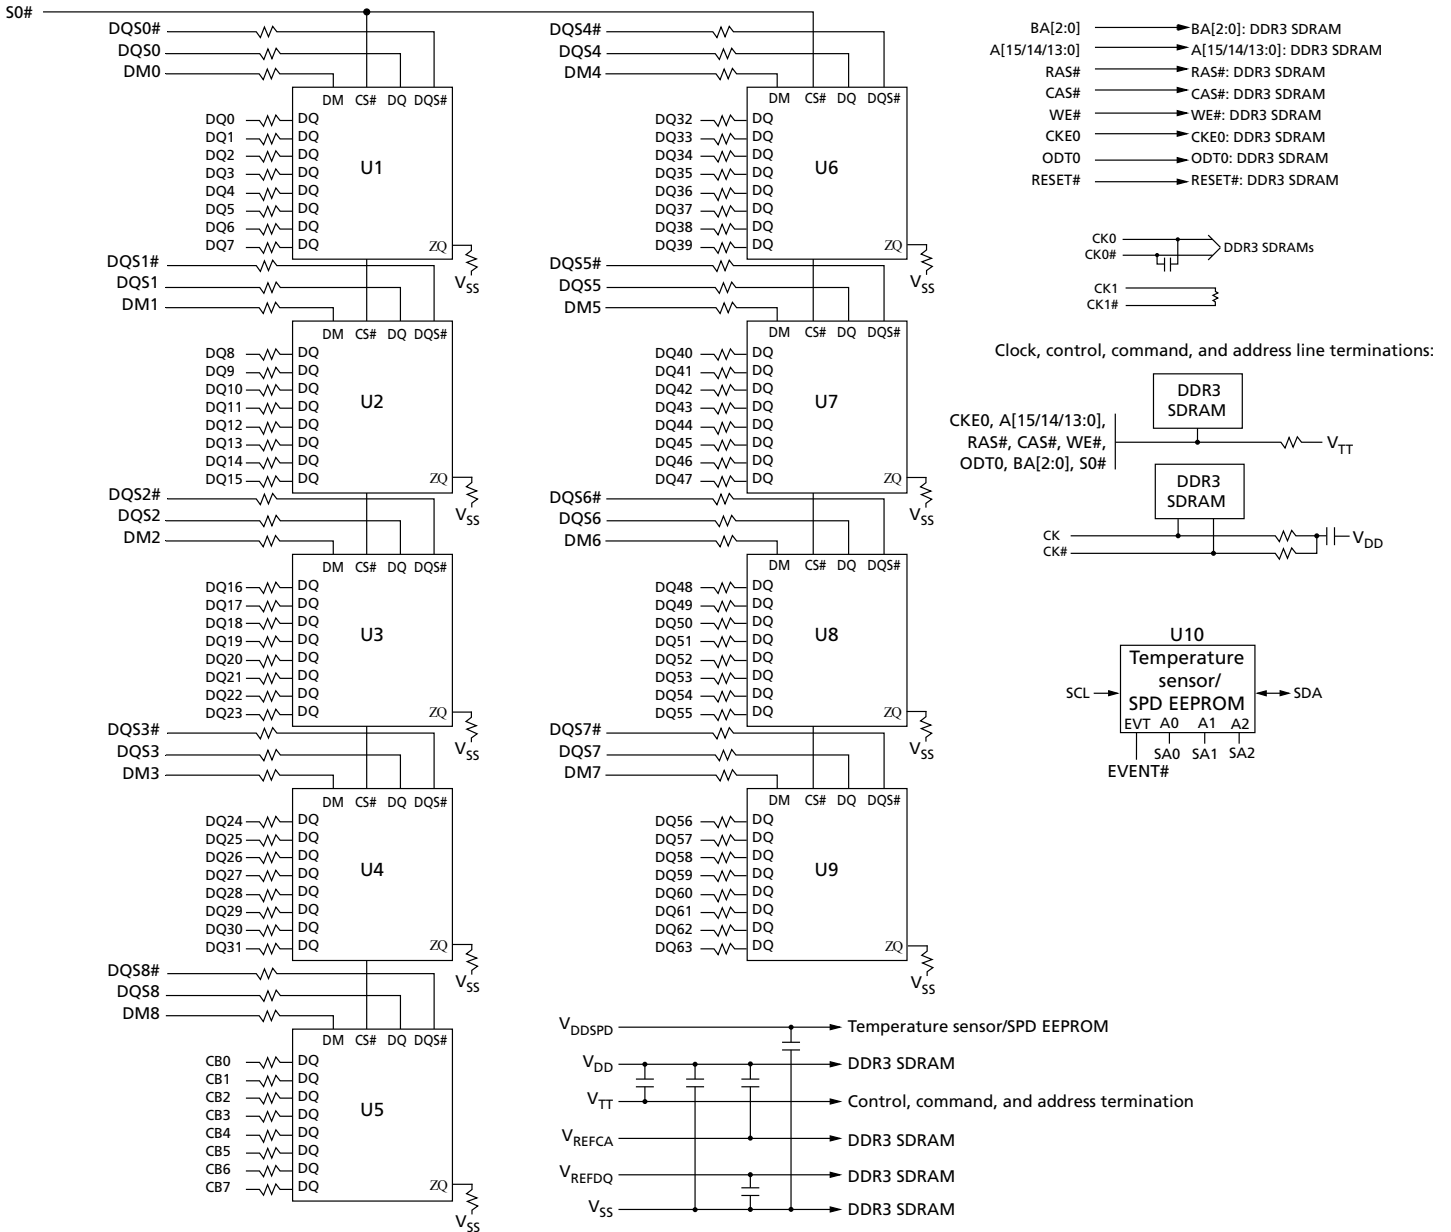 S0#
DQS0#
DQS0
DM0
DM CS# DQ DQS#
DQ0 DQ
DQ1 DQ
DQ2 DQ
DQ3 DQ
DQ4 DQ
DQ5 DQ
DQ6 DQ
DQ7 DQ
U1
ZQ
VSS
DQS1#
DQS1
DM1
DM CS# DQ DQS#
DQ8 DQ
DQ9 DQ
DQ10 DQ
DQ11 DQ
DQ12 DQ
DQ13 DQ
DQ14 DQ
DQ15 DQ
U2
ZQ
VSS
DQS2#
DQS2
DM2
DM CS# DQ DQS#
DQ16 DQ
DQ17 DQ
DQ18 DQ
DQ19 DQ
DQ20 DQ
DQ21 DQ
DQ22 DQ
DQ23 DQ
U3
ZQ
VSS
DQS3#
DQS3
DM3
DM CS# DQ DQS#
DQ24 DQ
DQ25 DQ
DQ26 DQ
DQ27 DQ
DQ28 DQ
DQ29 DQ
DQ30 DQ
DQ31 DQ
U4
ZQ
VSS
DQS8#
DQS8
DM8
DM CS# DQ DQS#
CB0 DQ
CB1 DQ
CB2 DQ
CB3 DQ
CB4 DQ
CB5 DQ
CB6 DQ
CB7 DQ
U5
ZQ
VSS
DQS4#
DQS4
DM4
DM CS# DQ DQS#
DQ32 DQ
DQ33 DQ
DQ34 DQ
DQ35 DQ
DQ36 DQ
DQ37 DQ
DQ38 DQ
DQ39 DQ
U6
ZQ
VSS
DQS5#
DQS5
DM5
DM CS# DQ DQS#
DQ40 DQ
DQ41 DQ
DQ42 DQ
DQ43 DQ
DQ44 DQ
DQ45 DQ
DQ46 DQ
DQ47 DQ
U7
ZQ
VSS
DQS6#
DQS6
DM6
DM CS# DQ DQS#
DQ48 DQ
DQ49 DQ
DQ50 DQ
DQ51 DQ
DQ52 DQ
DQ53 DQ
DQ54 DQ
DQ55 DQ
U8
ZQ
VSS
DQS7#
DQS7
DM7
DM CS# DQ DQS#
DQ56 DQ
DQ57 DQ
DQ58 DQ
DQ59 DQ
DQ60 DQ
DQ61 DQ
DQ62 DQ
DQ63 DQ
U9
ZQ
VSS
VDDSPD Temperature sensor/SPD EEPROM
VDD DDR3 SDRAM
VTT Control, command, and address termination
VREFCA DDR3 SDRAM
VREFDQ DDR3 SDRAM
VSS DDR3 SDRAM
BA[2:0] BA[2:0]: DDR3 SDRAM
A[15/14/13:0] A[15/14/13:0]: DDR3 SDRAM
RAS# RAS#: DDR3 SDRAM
CAS# CAS#: DDR3 SDRAM
WE# WE#: DDR3 SDRAM
CKE0 CKE0: DDR3 SDRAM
ODT0 ODT0: DDR3 SDRAM
RESET# RESET#: DDR3 SDRAM
CK0
CK0#
DDR3 SDRAMs
CK1
CK1#
Clock, control, command, and address line terminations:
DDR3
SDRAM
CKE0, A[15/14/13:0],
RAS#, CAS#, WE#,
ODT0, BA[2:0], S0#
VTT
DDR3
SDRAM
CK
CK#
VDD
U10
Temperature
sensor/
SPD EEPROM
SCL
SDA
EVT A0 A1 A2
SA0 SA1 SA2
EVENT#